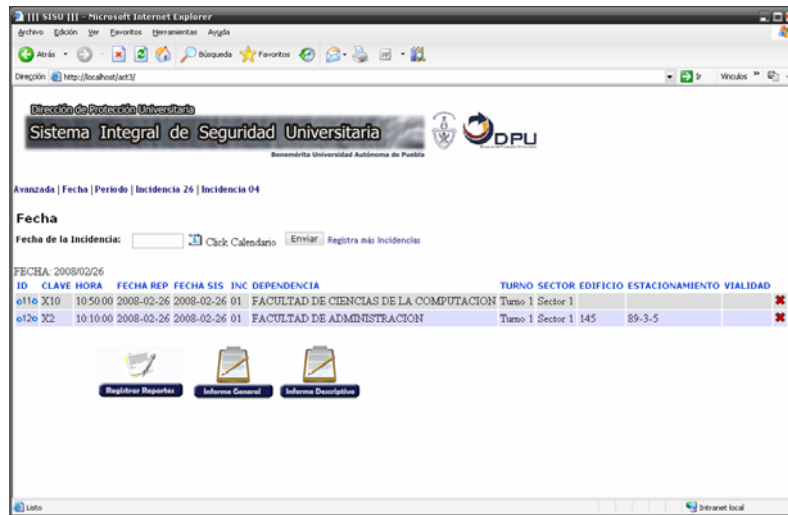 ||| SISU ||| - Microsoft Internet Explorer
Archivo Edición Ver Favoritos Herramientas Ayuda
Atrás Búsqueda Favoritos
Dirección http://localhost/act3/ Ir Vínculos »
Dirección de Protección Universitaria
Sistema Integral de Seguridad Universitaria
DPU
Benemérita Universidad Autónoma de Puebla
Avanzada | Fecha | Periodo | Incidencia 26 | Incidencia 04
Fecha
Fecha de la Incidencia: Click Calendario Enviar Registra más Incidencias
FECHA: 2008/02/26
ID CLAVE HORA FECHA REP FECHA SIS INC DEPENDENCIA TURNO SECTOR EDIFICIO ESTACIONAMIENTO VIALIDAD
o11o X10 10:50:00 2008-02-26 2008-02-26 01 FACULTAD DE CIENCIAS DE LA COMPUTACION Turno 1 Sector 1
o12o X2 10:10:00 2008-02-26 2008-02-26 01 FACULTAD DE ADMINISTRACION Turno 1 Sector 1 145 89-3-5
Registrar Reportes Informe General Informe Descriptivo
Listo Intranet local